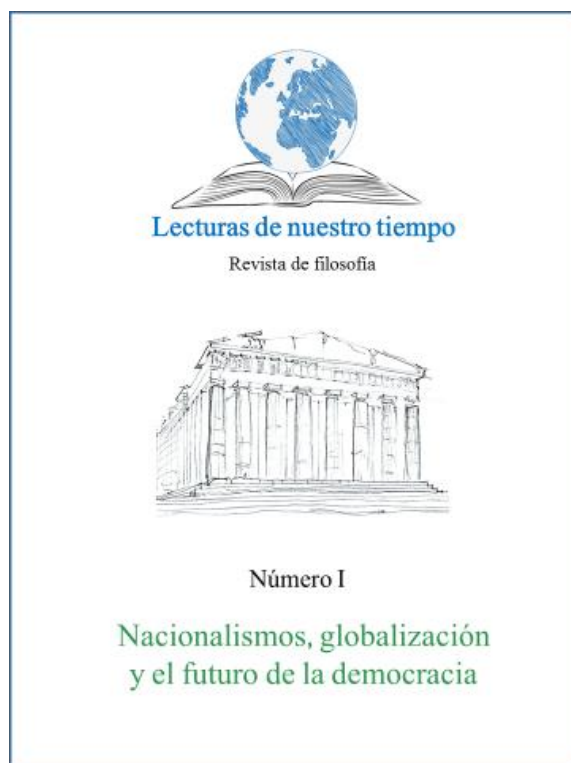 Lecturas de nuestro tiempo
Revista de filosofía
Número I
Nacionalismos, globalización
y el futuro de la democracia